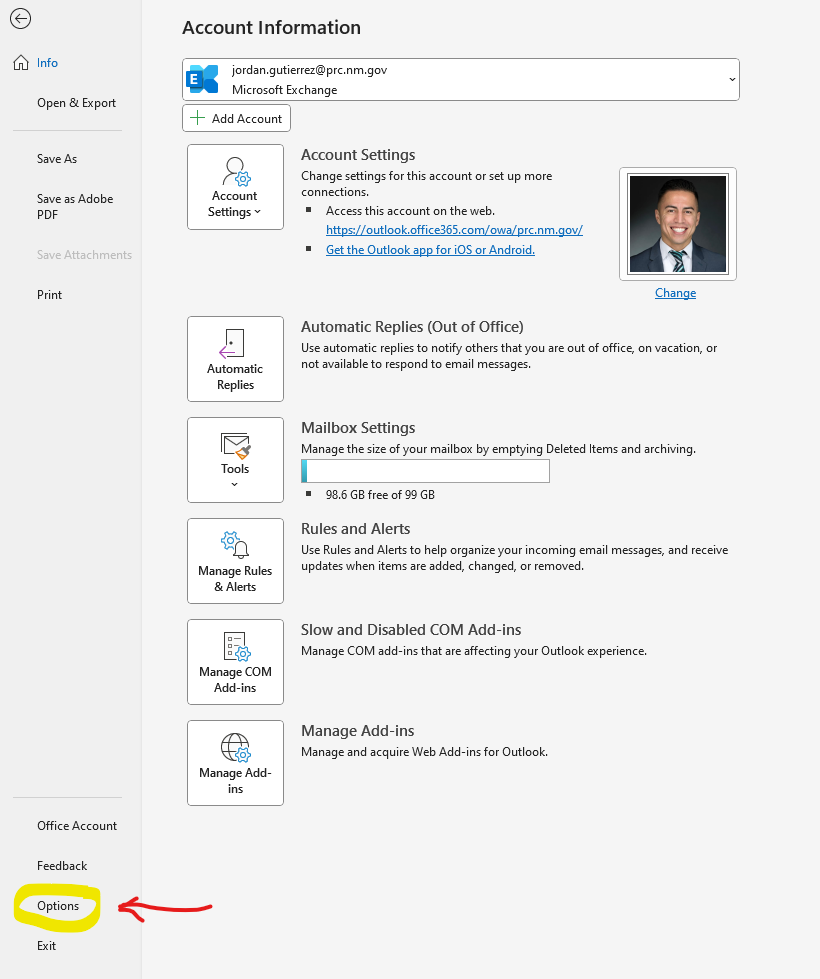 Account Information
Info
Open & Export
Save As
Save as Adobe
PDF
Save Attachments
Print
Office Account
Feedback
Options
Exit
E
jordan.gutierrez@prc.nm.gov
Microsoft Exchange
Add Account
Account
Settings
Account Settings
Change settings for this account or set up more
connections.
Access this account on the web.
https://outlook.office365.com/owa/prc.nm.gov/
Get the Outlook app for iOS or Android.
Change
Automatic
Replies
Automatic Replies (Out of Office)
Use automatic replies to notify others that you are out of office, on vacation, or
not available to respond to email messages.
Tools
Mailbox Settings
Manage the size of your mailbox by emptying Deleted Items and archiving.
98.6 GB free of 99 GB
Manage Rules
& Alerts
Rules and Alerts
Use Rules and Alerts to help organize your incoming email messages, and receive
updates when items are added, changed, or removed.
Manage COM
Add-ins
Slow and Disabled COM Add-ins
Manage COM add-ins that are affecting your Outlook experience.
Manage Add-
ins
Manage Add-ins
Manage and acquire Web Add-ins for Outlook.